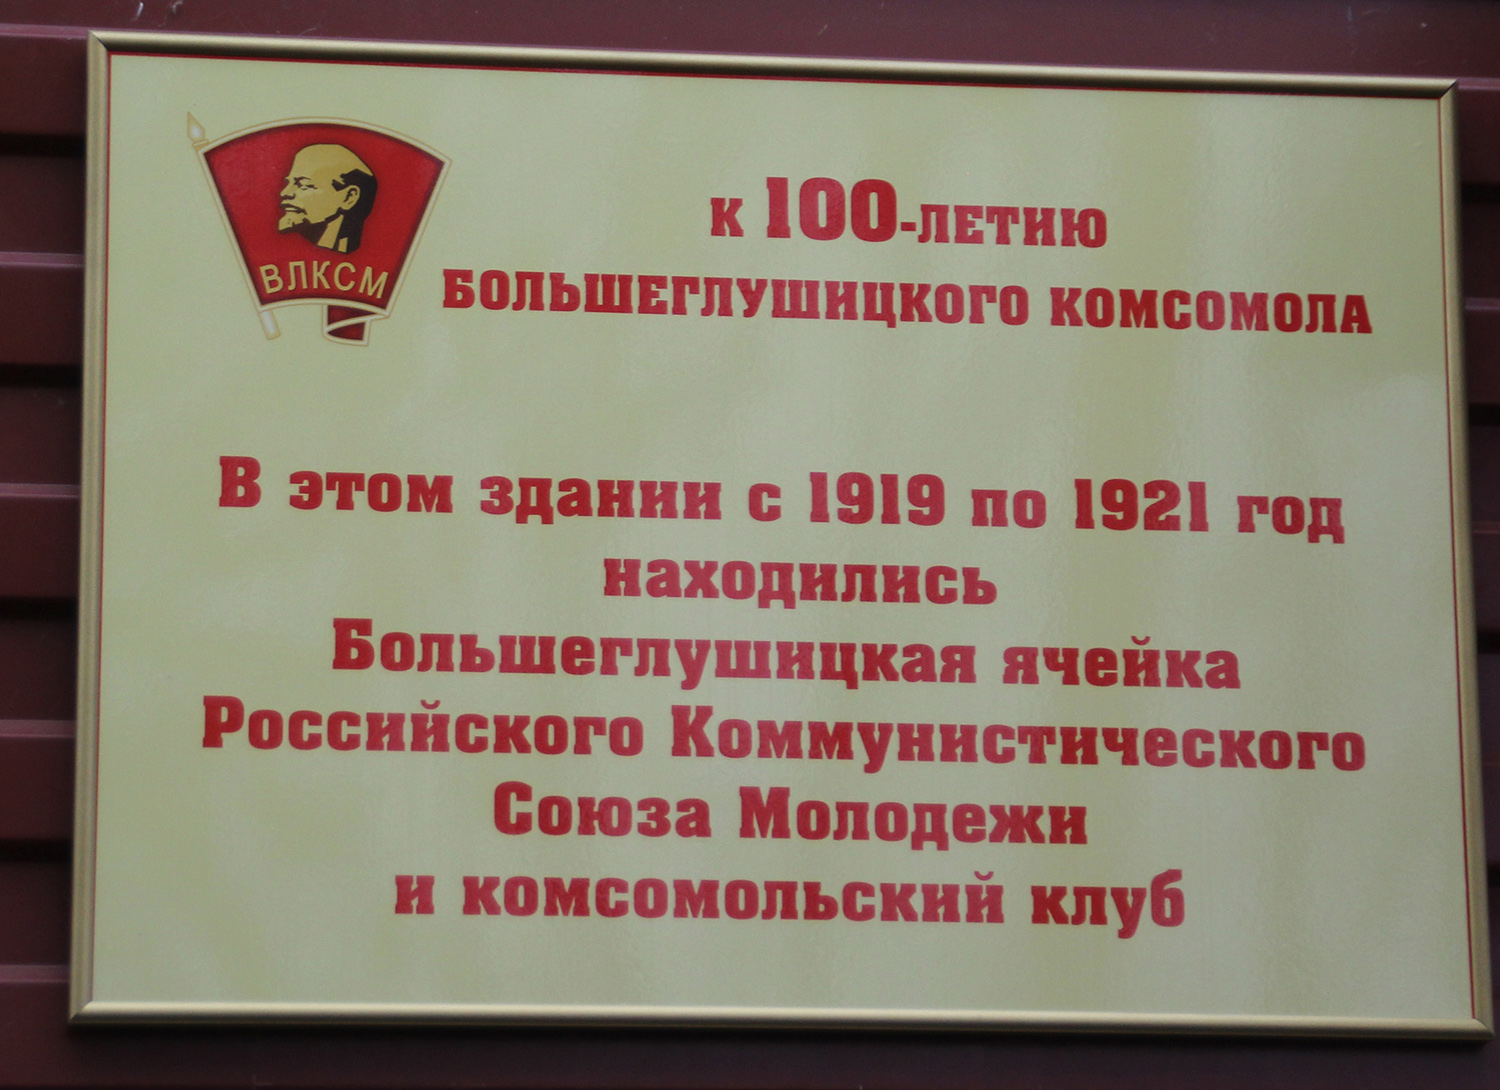 ВЛКСМ
к 100-летию
Большеглушицкого комсомола
В этом здании с 1919 по 1921 год
находились
Большеглушицкая ячейка
Российского Коммунистического
Союза Молодежи
и комсомольский клуб